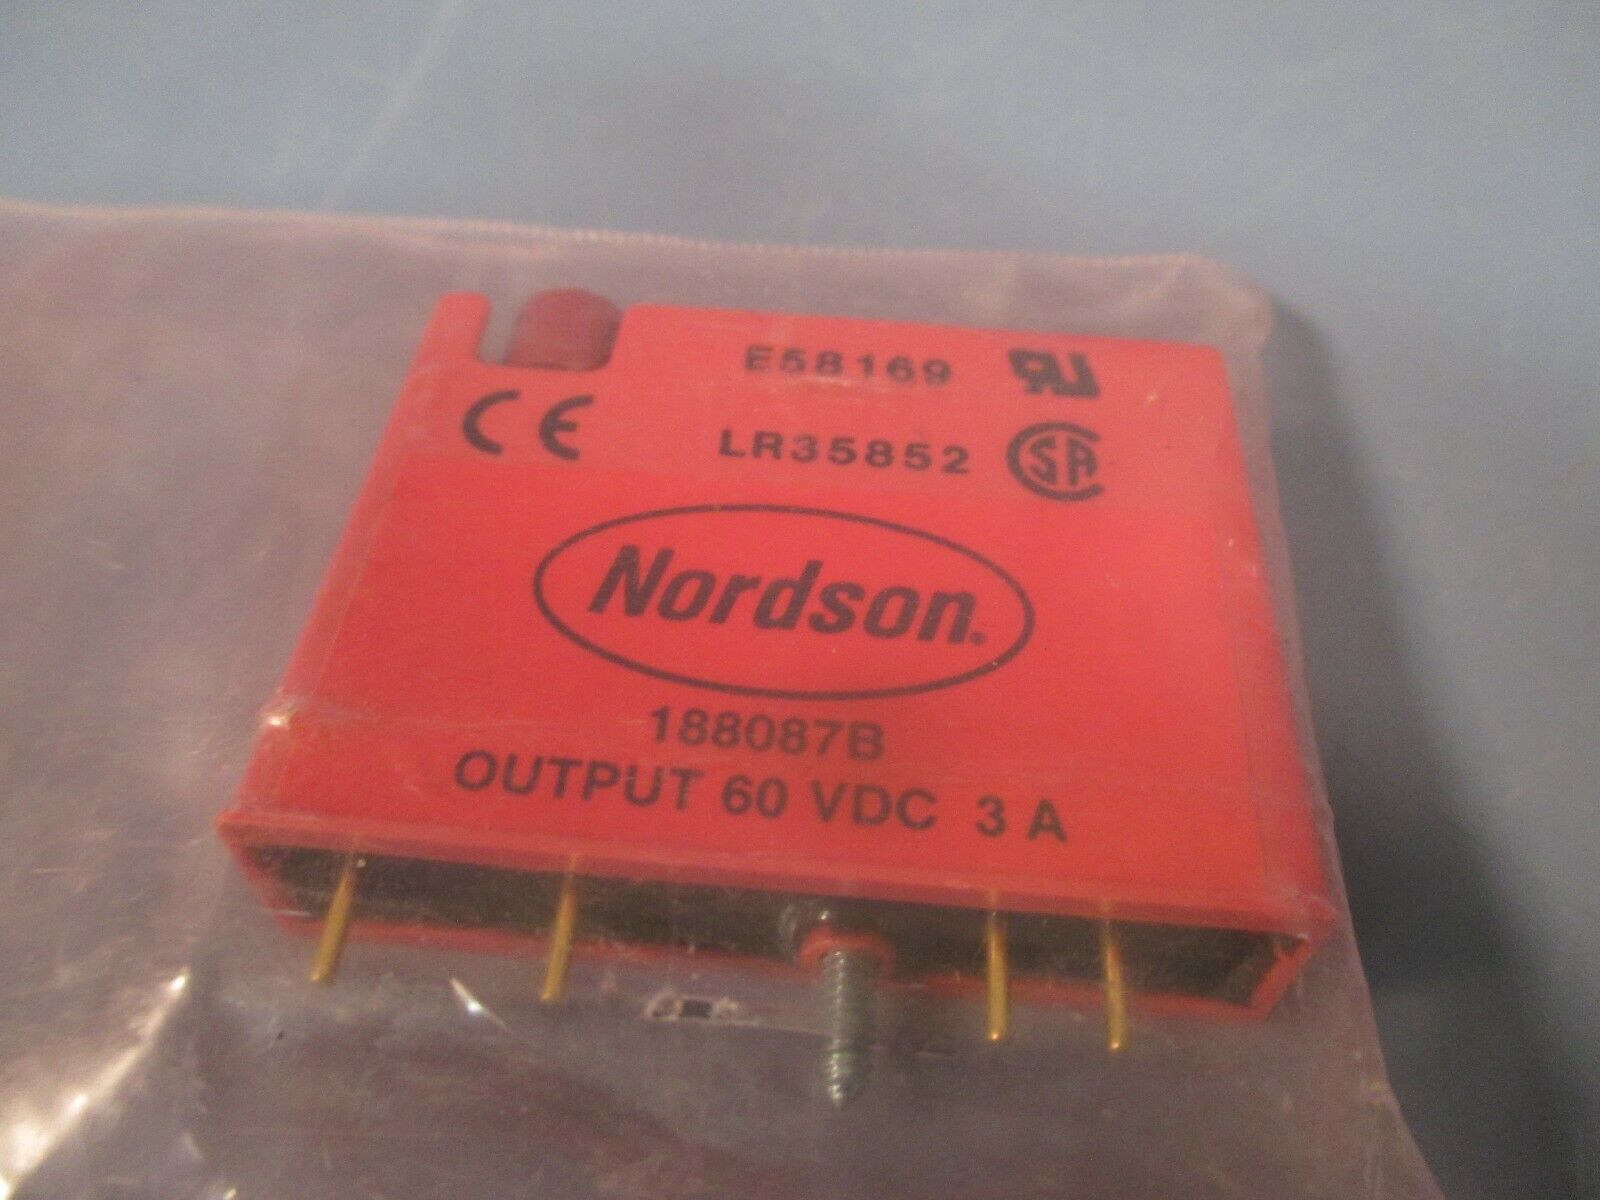 E58169
CE LR35852
Nordson®
188087B
OUTPUT 60 VDC 3 A